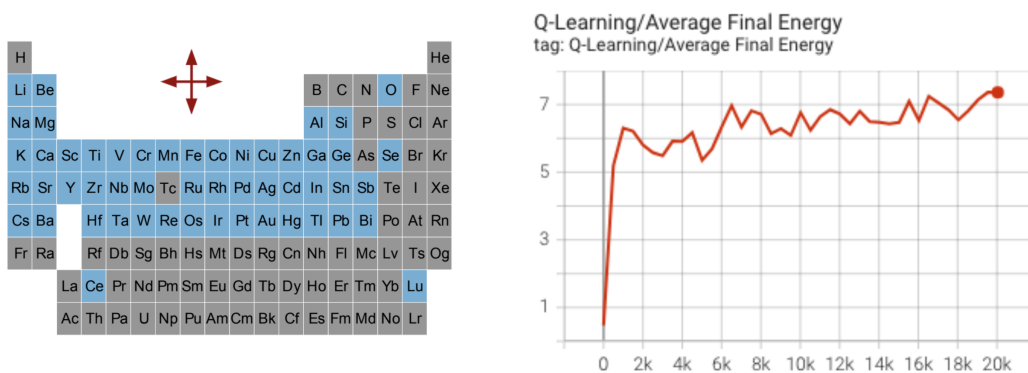 H He
Li Be B C N O F Ne
Na Mg Al Si P S Cl Ar
K Ca Sc Ti V Cr Mn Fe Co Ni Cu Zn Ga Ge As Se Br Kr
Rb Sr Y Zr Nb Mo Tc Ru Rh Pd Ag Cd In Sn Sb Te I Xe
Cs Ba Hf Ta W Re Os Ir Pt Au Hg Tl Pb Bi Po At Rn
Fr Ra Rf Db Sg Bh Hs Mt Ds Rg Cn Nh Fl Mc Lv Ts Og
La Ce Pr Nd Pm Sm Eu Gd Tb Dy Ho Er Tm Yb Lu
Ac Th Pa U Np Pu Am Cm Bk Cf Es Fm Md No Lr
Q-Learning/Average Final Energy
tag: Q-Learning/Average Final Energy
7
5
3
1
0 2k 4k 6k 8k 10k 12k 14k 16k 18k 20k